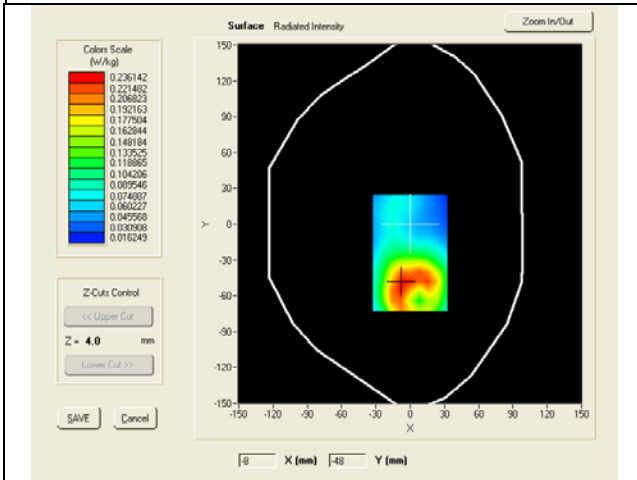 Surface Radiated Intensity
Zoom In/Out
Colors Scale
(W/kg)
0.236142
0.221482
0.206823
0.192163
0.177504
0.162844
0.148184
0.133525
0.118865
0.104206
0.089546
0.074887
0.060227
0.045568
0.030908
0.016249
150
120
90
60
30
0
-30
-60
-90
-120
-150
Y
-150 -120 -90 -60 -30 0 30 60 90 120 150
X
Z-Cuts Control
<< Upper Cut
Z = 4.0 mm
Lower Cut >>
SAVE Cancel
-8 X (mm) -48 Y (mm)